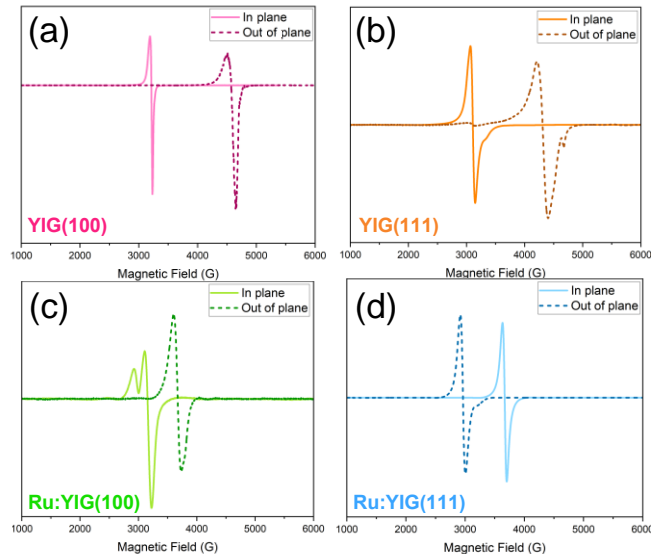 (a)
In plane
Out of plane
YIG(100)
1000 2000 3000 4000 5000 6000
Magnetic Field (G)
(b)
In plane
Out of plane
YIG(111)
1000 2000 3000 4000 5000 6000
Magnetic Field (G)
(c)
In plane
Out of plane
Ru:YIG(100)
1000 2000 3000 4000 5000 6000
Magnetic Field (G)
(d)
In plane
Out of plane
Ru:YIG(111)
1000 2000 3000 4000 5000 6000
Magnetic Field (G)